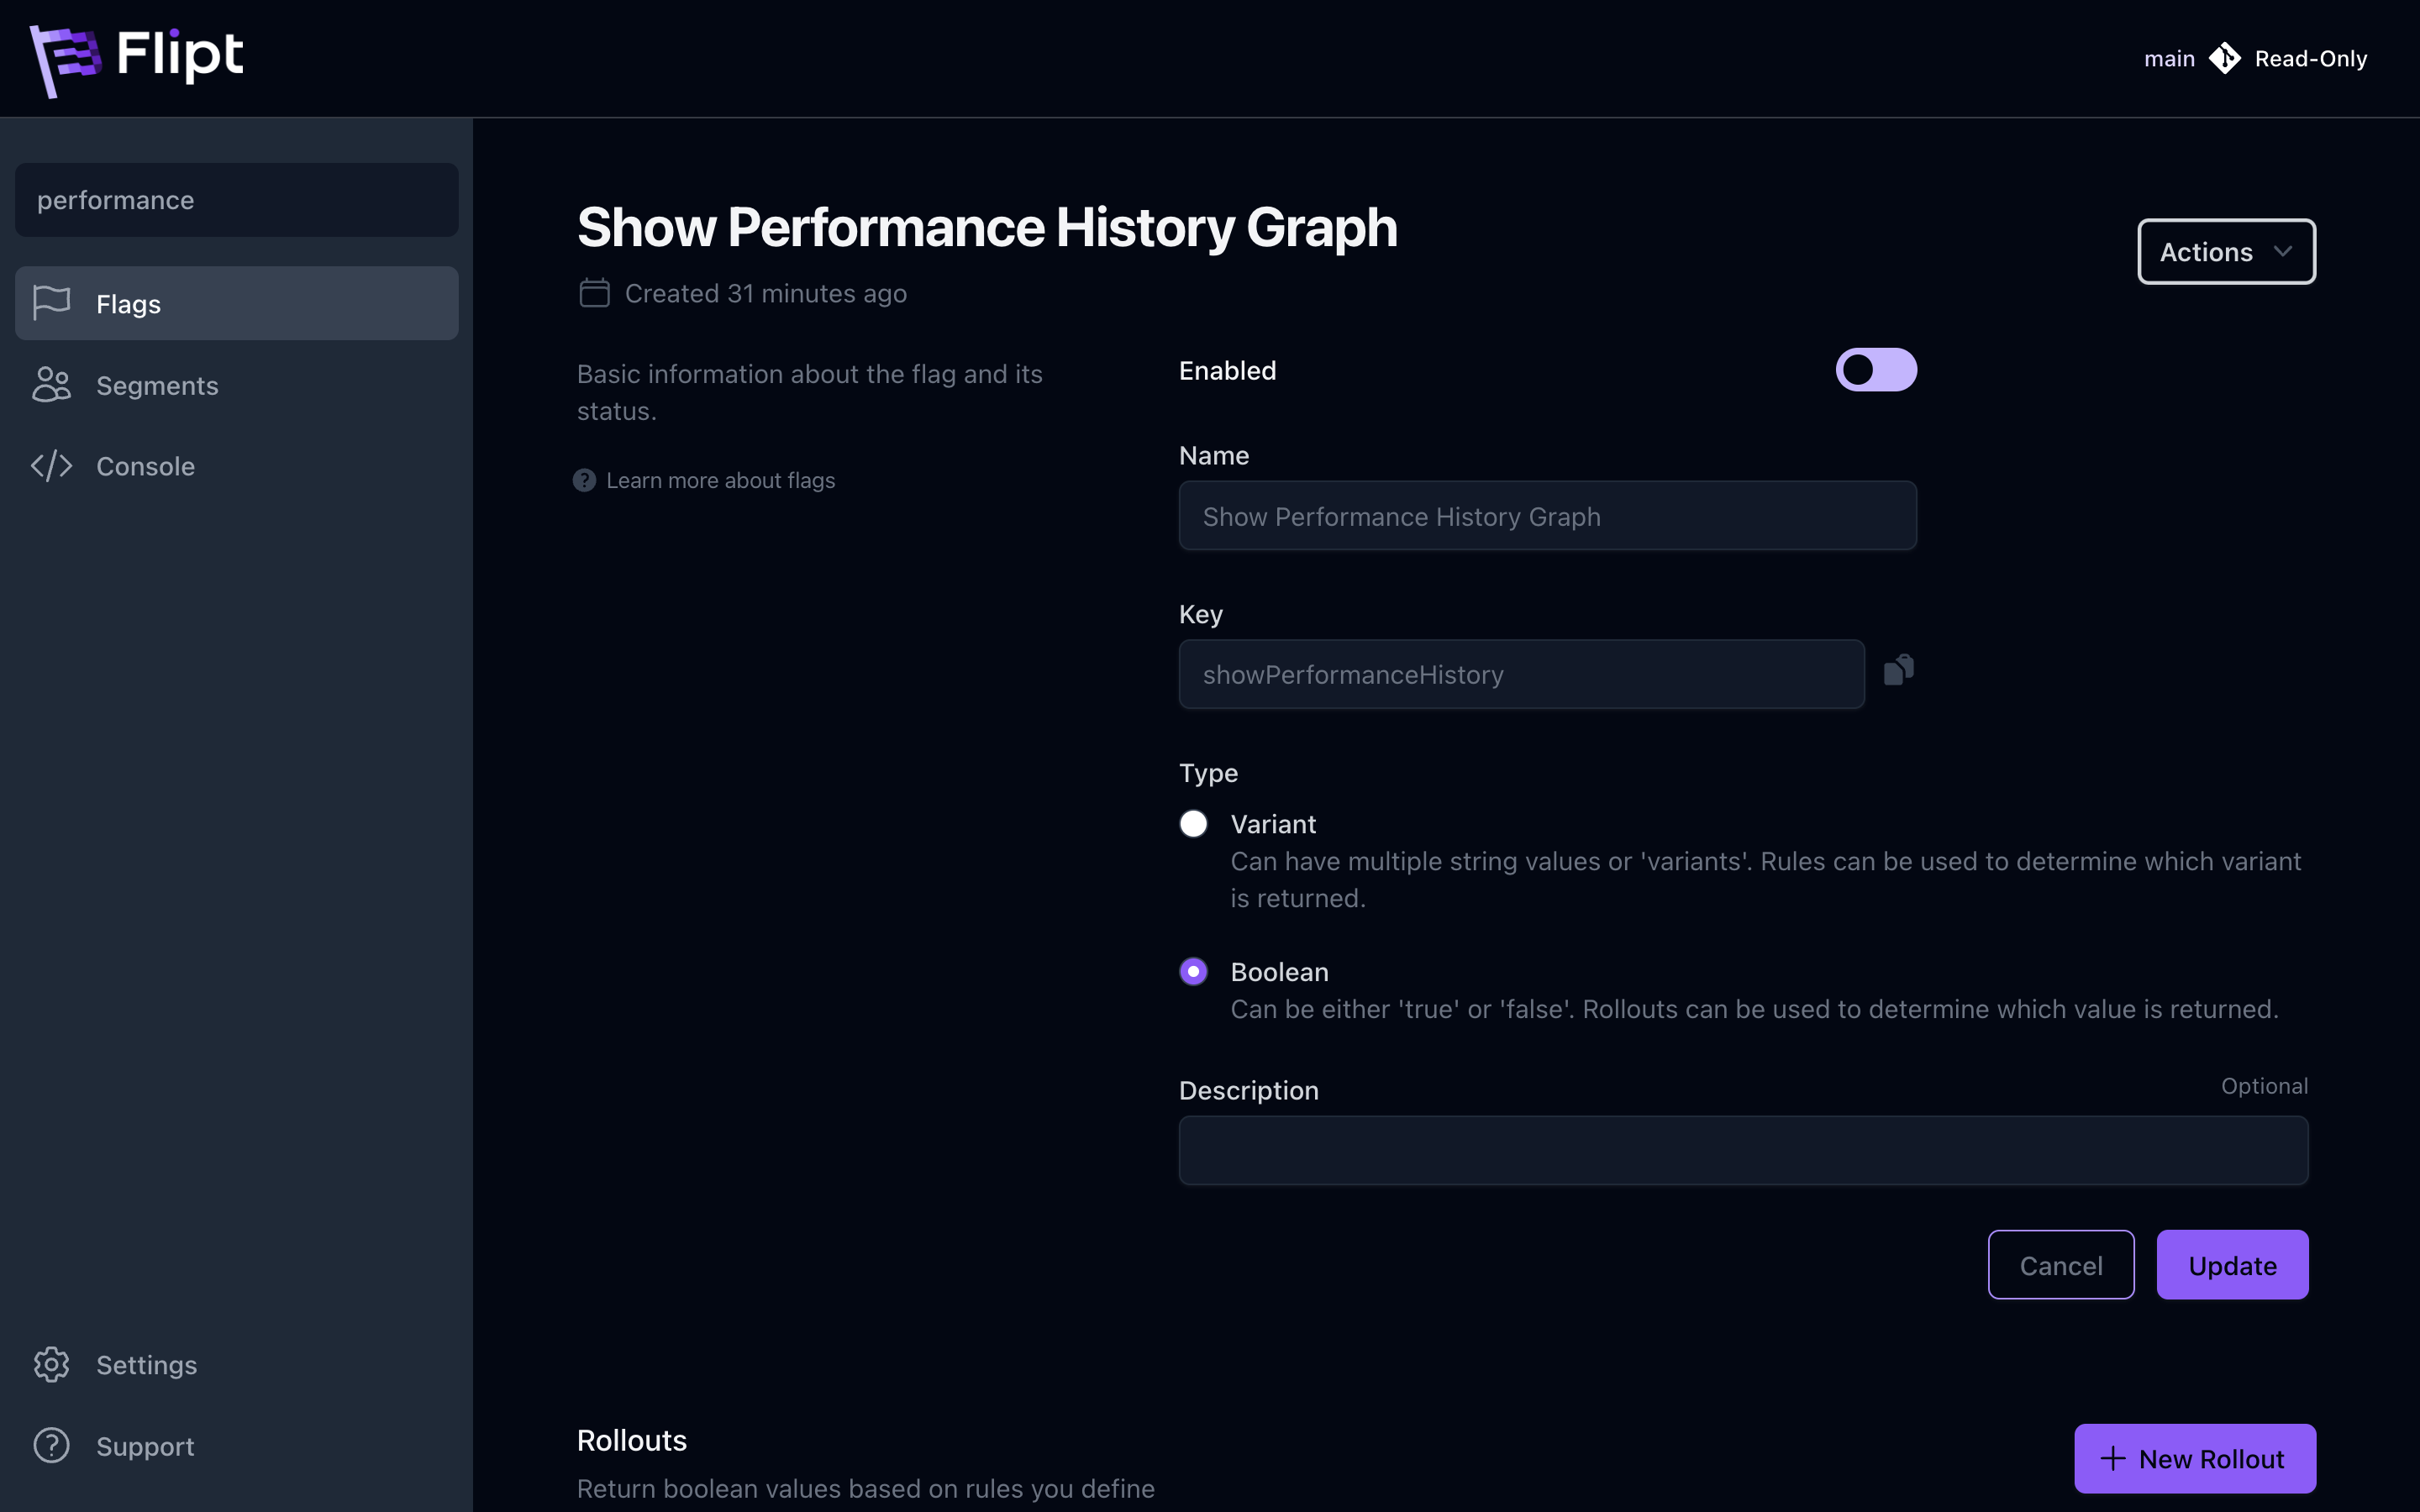 Flipt
main Read-Only
performance
Flags
Segments
Console
Settings
Support
Show Performance History Graph
Created 31 minutes ago
Actions
Basic information about the flag and its
status.
Learn more about flags
Enabled
Name
Show Performance History Graph
Key
showPerformanceHistory
Type
Variant
Can have multiple string values or 'variants'. Rules can be used to determine which variant
is returned.
Boolean
Can be either 'true' or 'false'. Rollouts can be used to determine which value is returned.
Description
Optional
Cancel
Update
Rollouts
Return boolean values based on rules you define
New Rollout